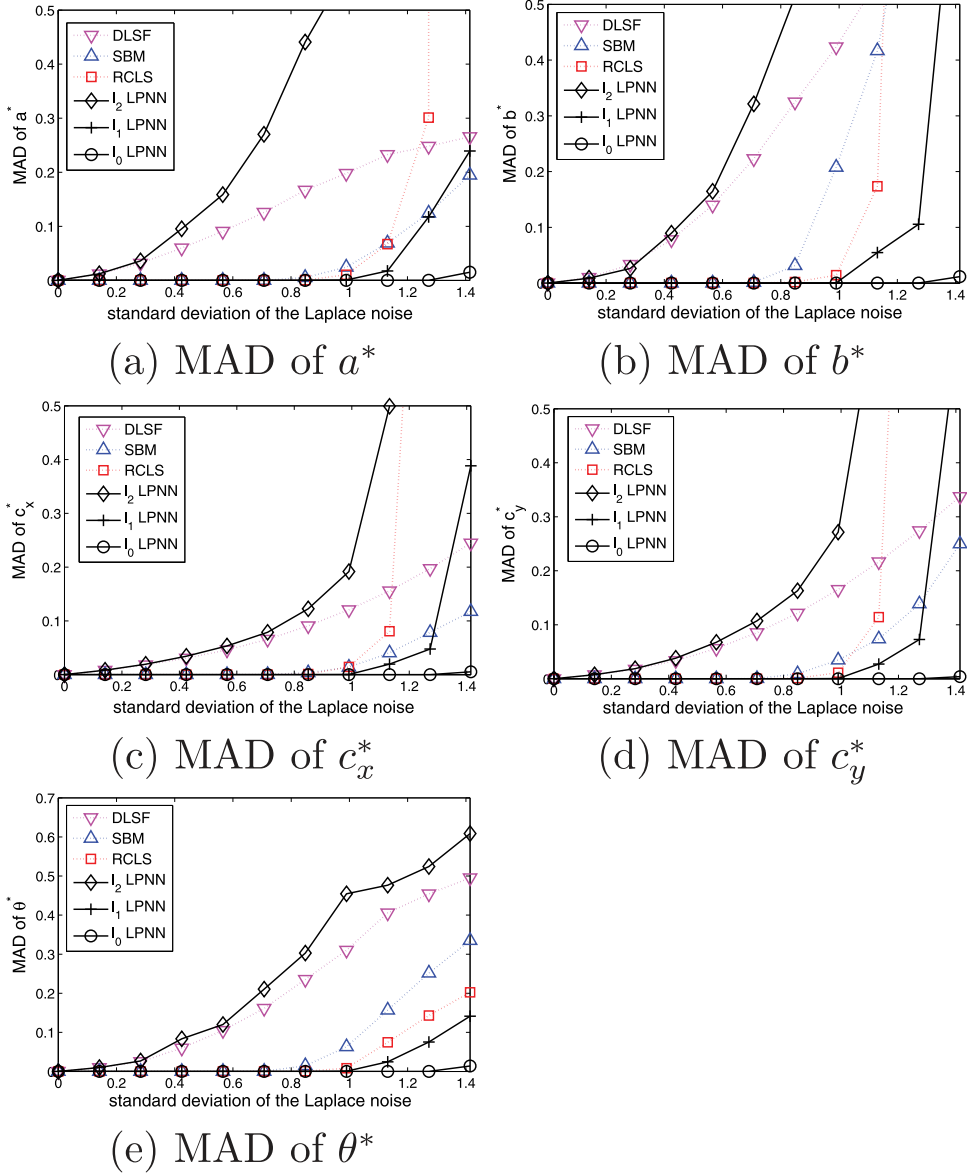 0.5
0.4
0.3
0.2
0.1
0
MAD of a*
DLSF
SBM
RCLS
l₂ LPNN
l₁ LPNN
l₀ LPNN
0 0.2 0.4 0.6 0.8 1 1.2 1.4
standard deviation of the Laplace noise
(a) MAD of a*
0.5
0.4
0.3
0.2
0.1
0
MAD of b*
DLSF
SBM
RCLS
l₂ LPNN
l₁ LPNN
l₀ LPNN
0 0.2 0.4 0.6 0.8 1 1.2 1.4
standard deviation of the Laplace noise
(b) MAD of b*
0.5
0.4
0.3
0.2
0.1
0
MAD of c*ₓ
DLSF
SBM
RCLS
l₂ LPNN
l₁ LPNN
l₀ LPNN
0 0.2 0.4 0.6 0.8 1 1.2 1.4
standard deviation of the Laplace noise
(c) MAD of c*ₓ
0.5
0.4
0.3
0.2
0.1
0
MAD of c*_y
DLSF
SBM
RCLS
l₂ LPNN
l₁ LPNN
l₀ LPNN
0 0.2 0.4 0.6 0.8 1 1.2 1.4
standard deviation of the Laplace noise
(d) MAD of c*_y
0.7
0.6
0.5
0.4
0.3
0.2
0.1
0
MAD of θ*
DLSF
SBM
RCLS
l₂ LPNN
l₁ LPNN
l₀ LPNN
0 0.2 0.4 0.6 0.8 1 1.2 1.4
standard deviation of the Laplace noise
(e) MAD of θ*